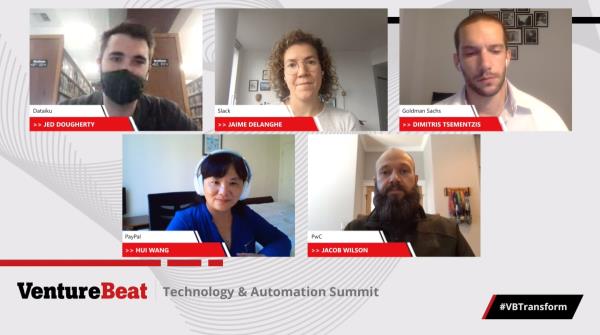 Dataiku
>> JED DOUGHERTY
Slack
>> JAIME DELANGHE
Goldman Sachs
>> DIMITRIS TSEMENTZIS
PayPal
>> HUI WANG
PwC
>> JACOB WILSON
VentureBeat
Technology & Automation Summit
#VBTransform